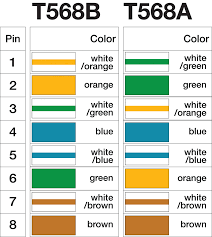 T568B T568A
Pin Color Color
1 white /orange white /green
2 orange green
3 white /green white /orange
4 blue blue
5 white /blue white /blue
6 green orange
7 white /brown white /brown
8 brown brown